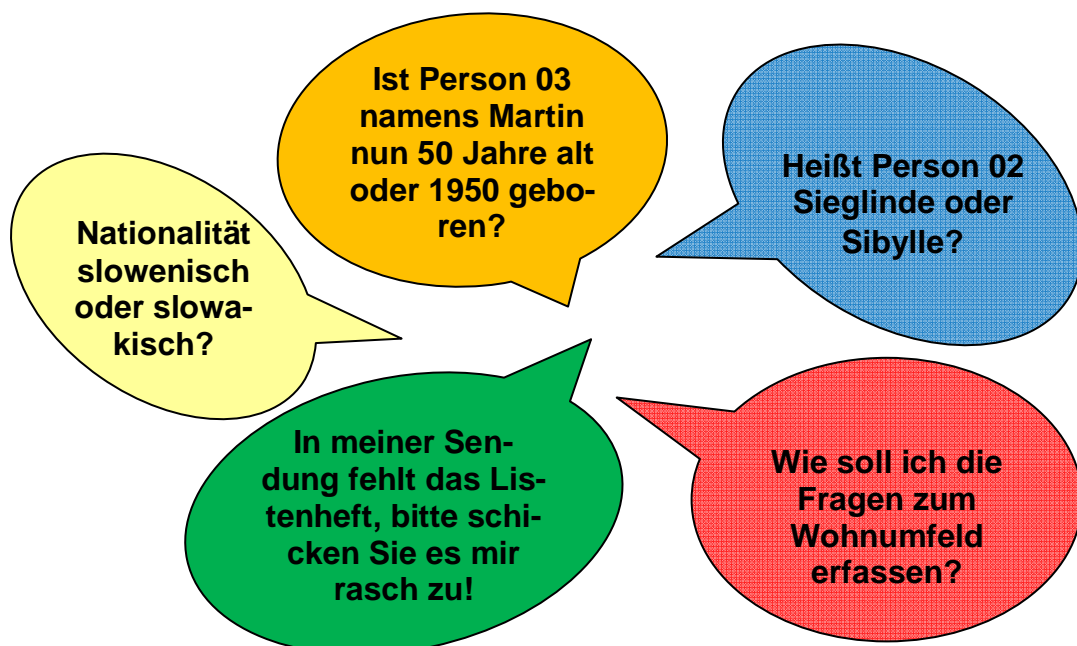 Ist Person 03
namens Martin
nun 50 Jahre alt
oder 1950 gebo-
ren?
Heißt Person 02
Sieglinde oder
Sibylle?
Nationalität
slowenisch
oder slowa-
kisch?
In meiner Sen-
dung fehlt das Lis-
tenheft, bitte schi-
cken Sie es mir
rasch zu!
Wie soll ich die
Fragen zum
Wohnumfeld
erfassen?